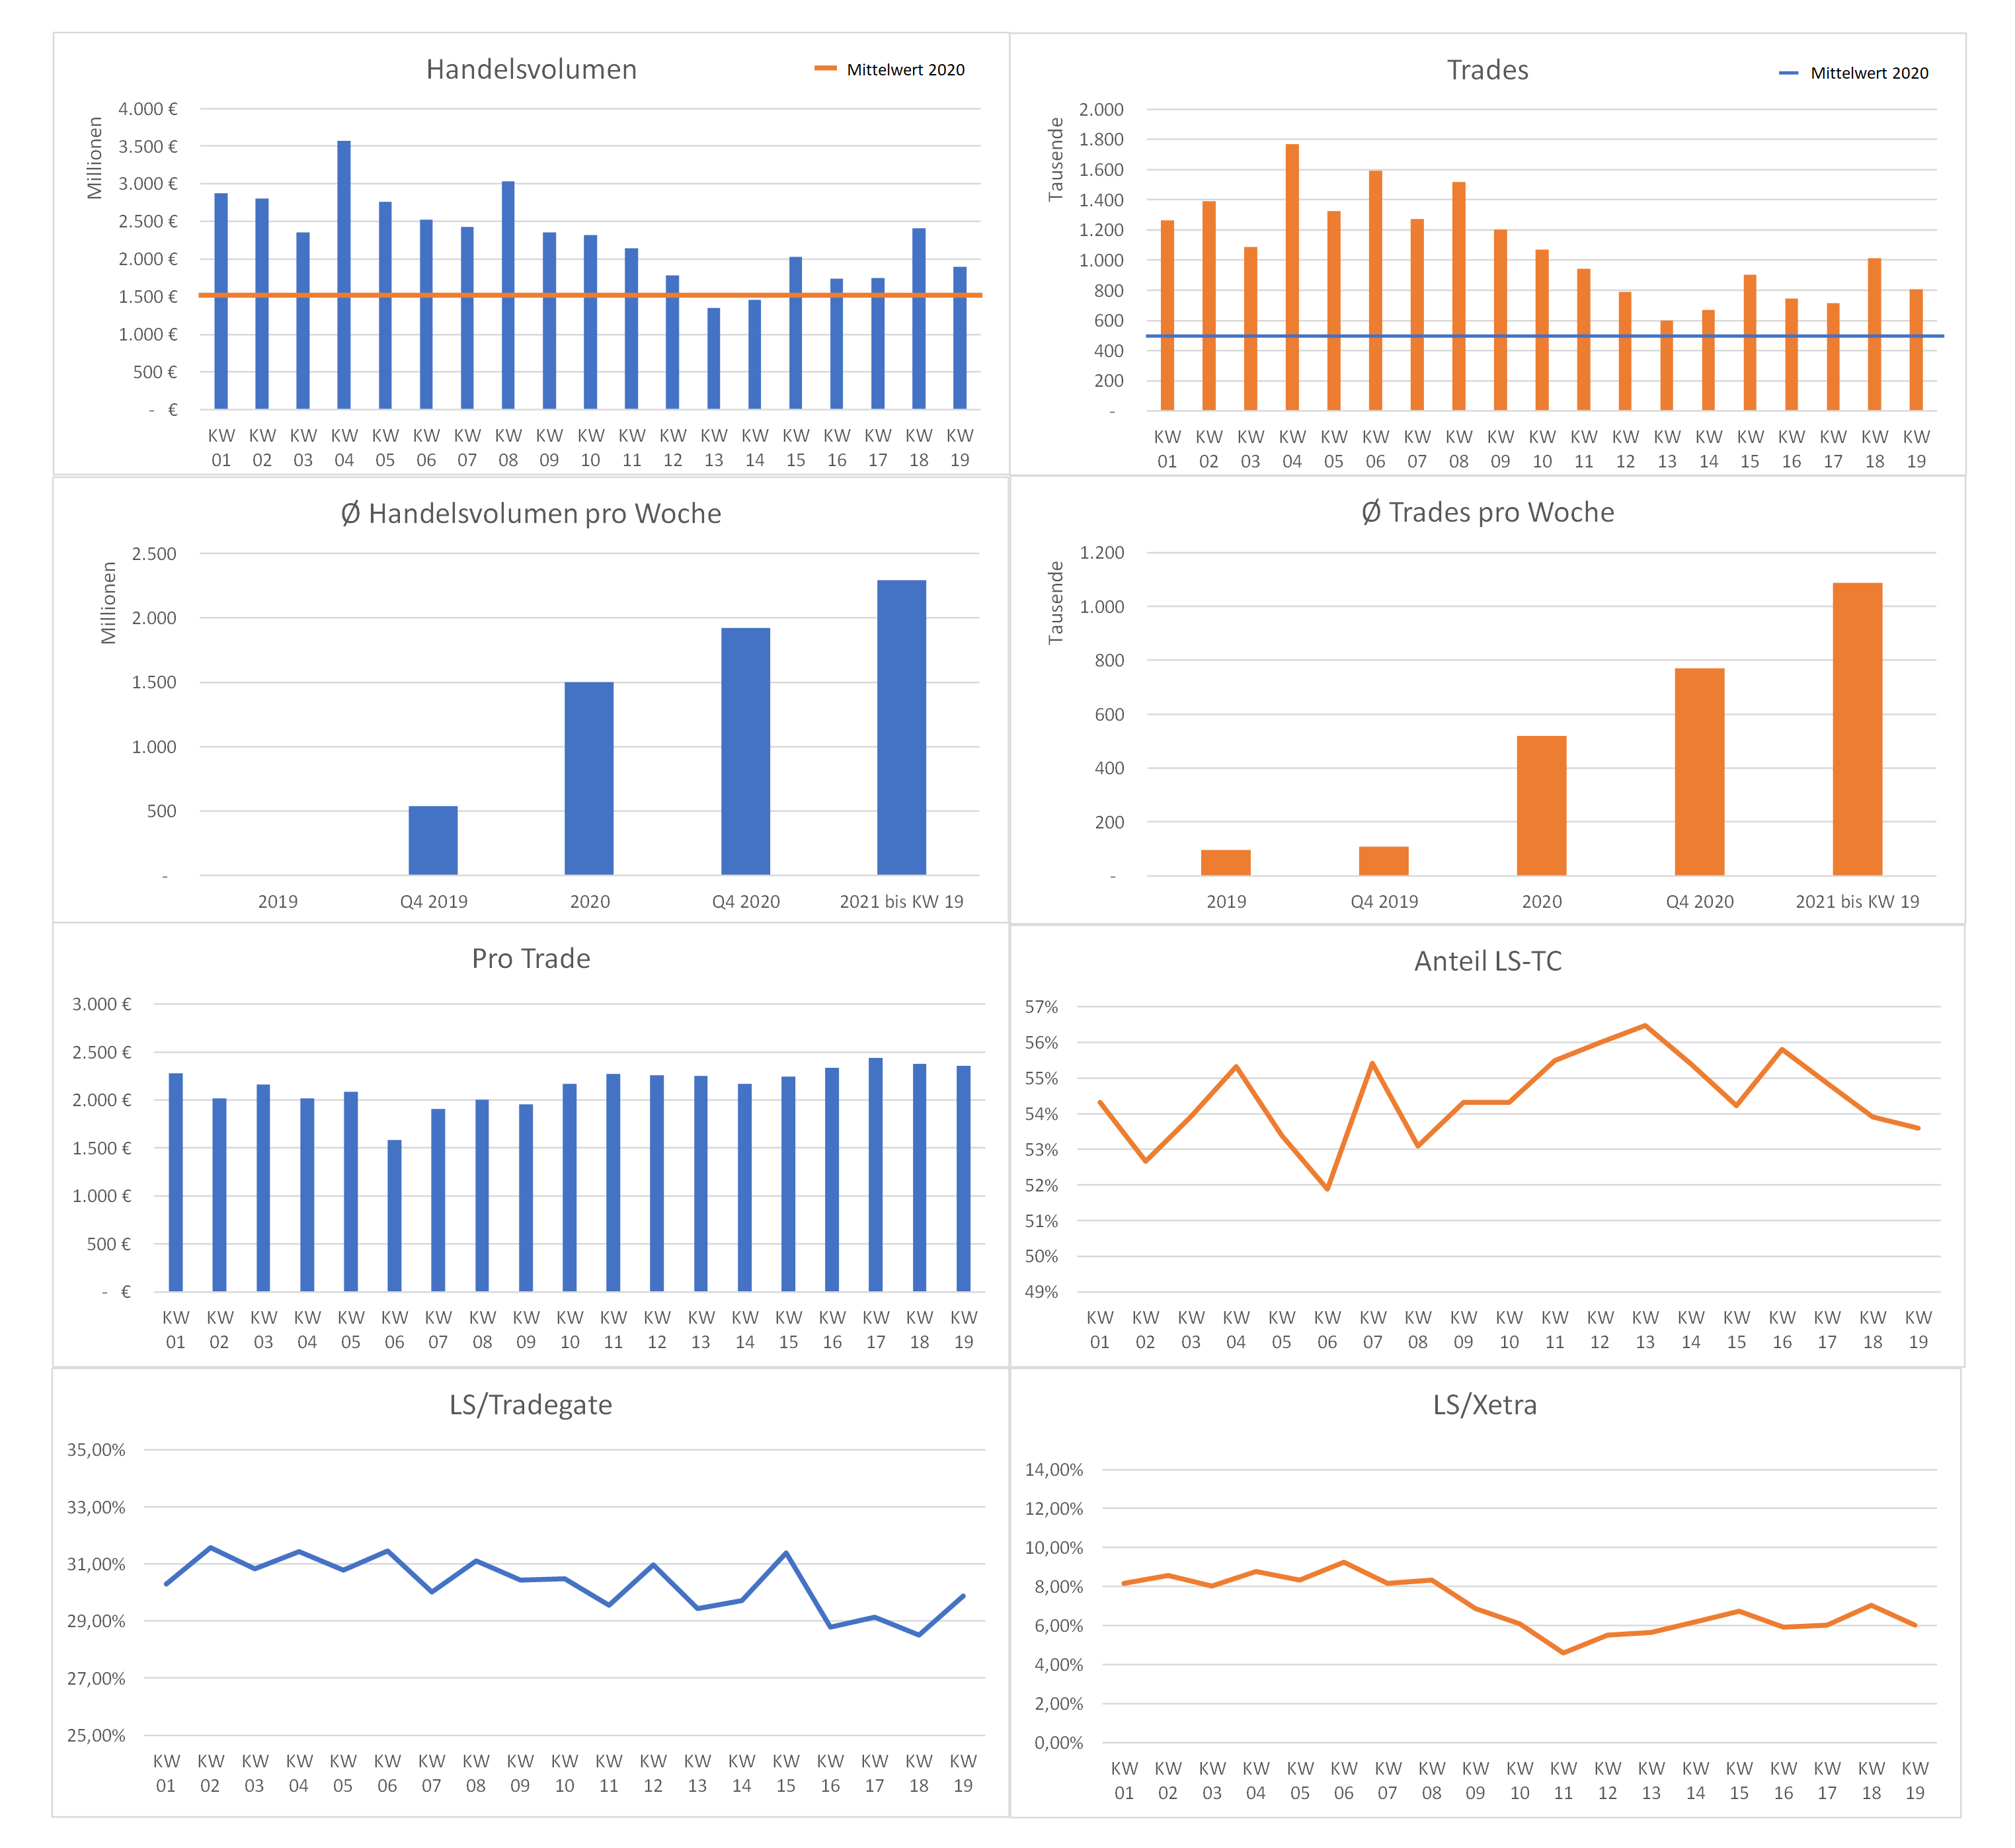 Handelsvolumen
Mittelwert 2020
Millionen
4.000 €
3.500 €
3.000 €
2.500 €
2.000 €
1.500 €
1.000 €
500 €
- €
KW KW KW KW KW KW KW KW KW KW KW KW KW KW KW KW KW KW KW
01 02 03 04 05 06 07 08 09 10 11 12 13 14 15 16 17 18 19
Trades
Mittelwert 2020
Tausende
2.000
1.800
1.600
1.400
1.200
1.000
800
600
400
200
-
KW KW KW KW KW KW KW KW KW KW KW KW KW KW KW KW KW KW KW
01 02 03 04 05 06 07 08 09 10 11 12 13 14 15 16 17 18 19
Ø Handelsvolumen pro Woche
Millionen
2.500
2.000
1.500
1.000
500
-
2019 Q4 2019 2020 Q4 2020 2021 bis KW 19
Ø Trades pro Woche
Tausende
1.200
1.000
800
600
400
200
-
2019 Q4 2019 2020 Q4 2020 2021 bis KW 19
Pro Trade
3.000 €
2.500 €
2.000 €
1.500 €
1.000 €
500 €
- €
KW KW KW KW KW KW KW KW KW KW KW KW KW KW KW KW KW KW KW
01 02 03 04 05 06 07 08 09 10 11 12 13 14 15 16 17 18 19
Anteil LS-TC
57%
56%
55%
54%
53%
52%
51%
50%
49%
KW KW KW KW KW KW KW KW KW KW KW KW KW KW KW KW KW KW KW
01 02 03 04 05 06 07 08 09 10 11 12 13 14 15 16 17 18 19
LS/Tradegate
35,00%
33,00%
31,00%
29,00%
27,00%
25,00%
KW KW KW KW KW KW KW KW KW KW KW KW KW KW KW KW KW KW KW
01 02 03 04 05 06 07 08 09 10 11 12 13 14 15 16 17 18 19
LS/Xetra
14,00%
12,00%
10,00%
8,00%
6,00%
4,00%
2,00%
0,00%
KW KW KW KW KW KW KW KW KW KW KW KW KW KW KW KW KW KW KW
01 02 03 04 05 06 07 08 09 10 11 12 13 14 15 16 17 18 19